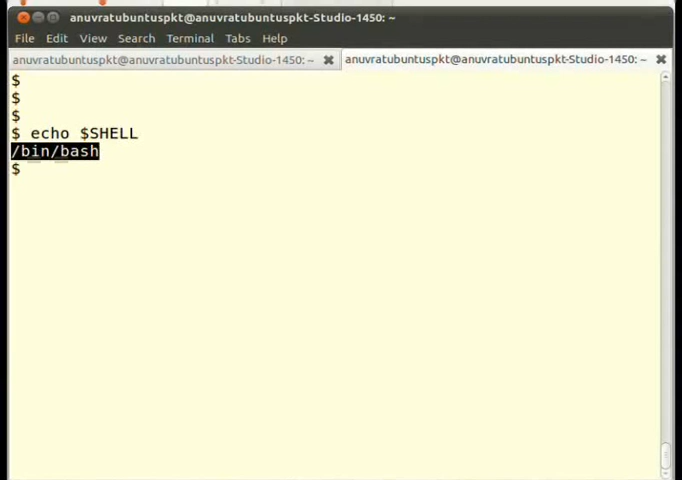 anuvratubuntuspkt@anuvratubuntuspkt-Studio-1450: ~
File Edit View Search Terminal Tabs Help
anuvratubuntuspkt@anuvratubuntuspkt-Studio-1450: ~ anuvratubuntuspkt@anuvratubuntuspkt-Studio-1450: ~
$
$
$
$ echo $SHELL
/bin/bash
$